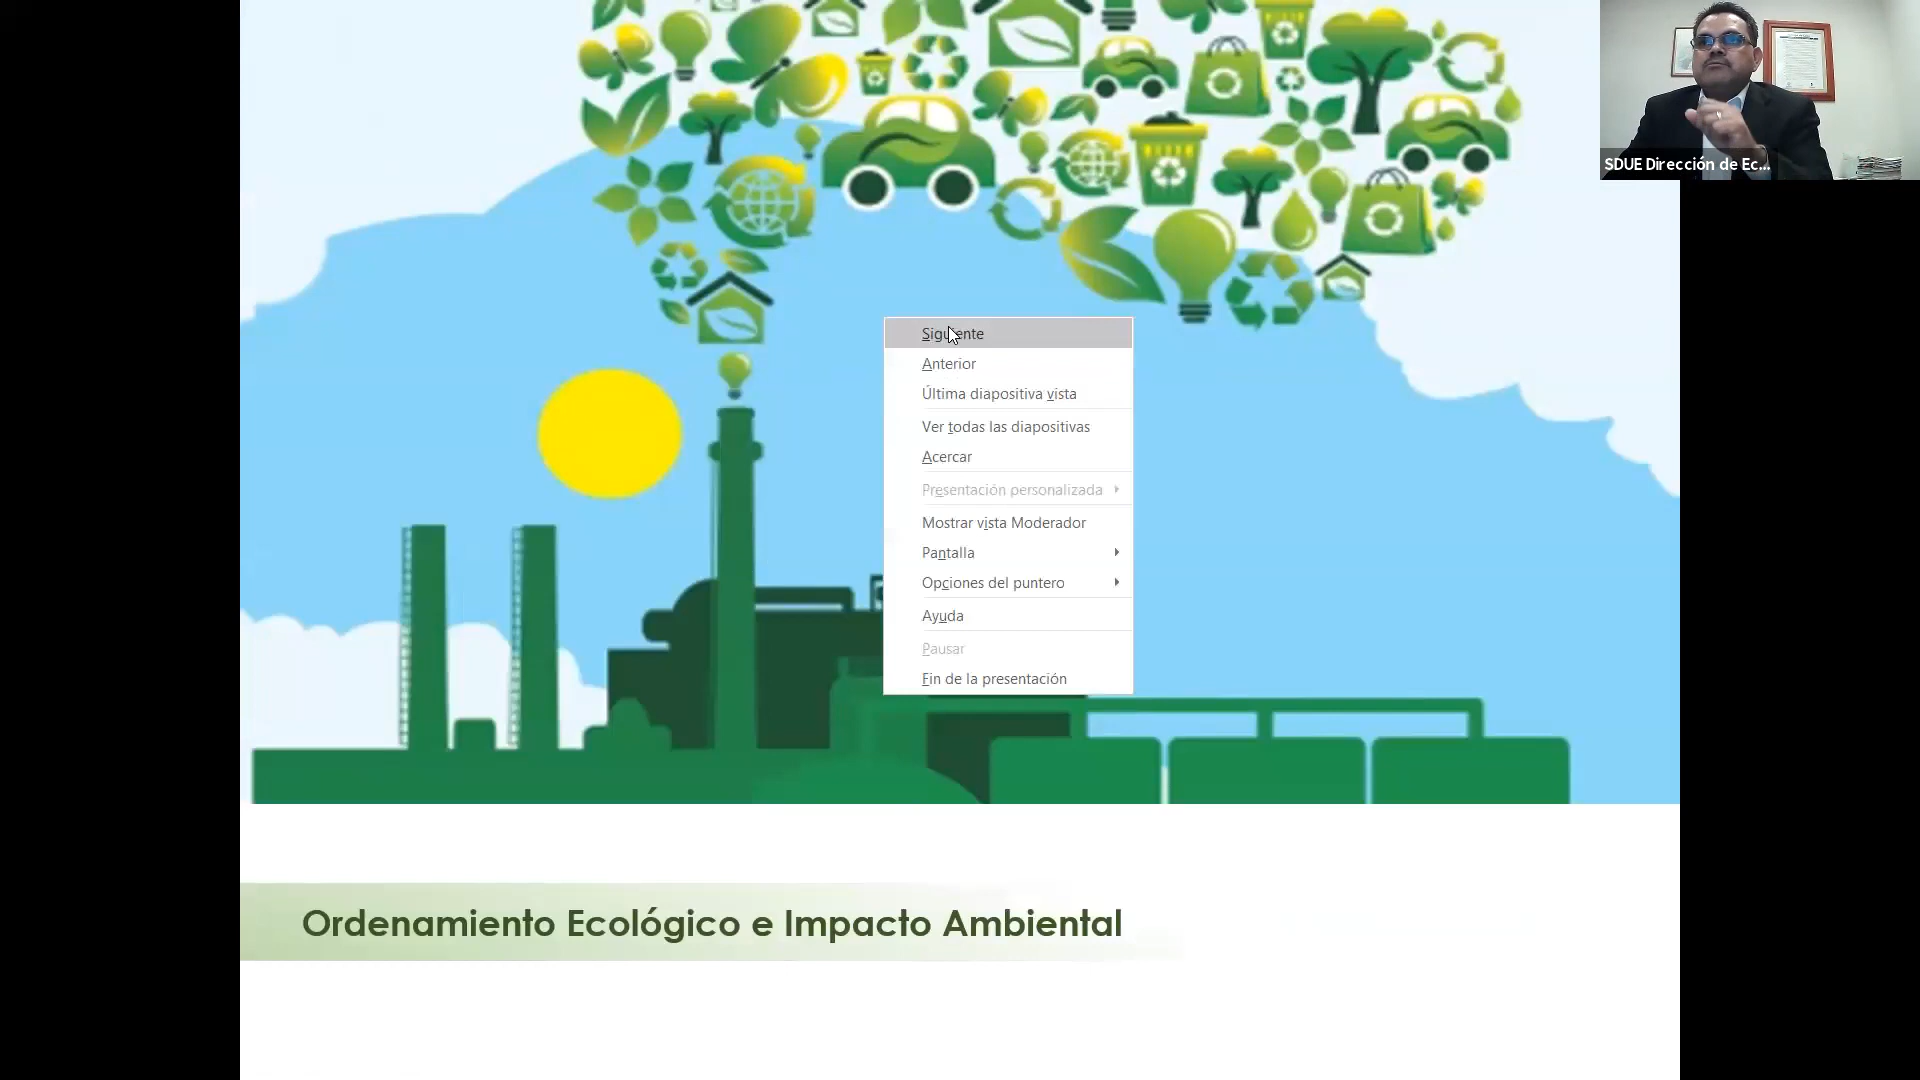 SDUE Dirección de Ec...
Siguiente
Anterior
Última diapositiva vista
Ver todas las diapositivas
Acercar
Presentación personalizada
Mostrar vista Moderador
Pantalla
Opciones del puntero
Ayuda
Pausar
Fin de la presentación
Ordenamiento Ecológico e Impacto Ambiental